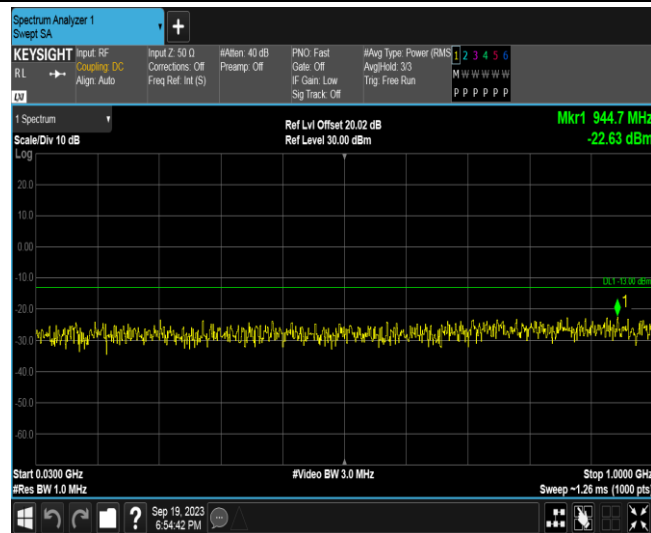 Spectrum Analyzer 1
Swept SA
+
KEYSIGHT
RL
LXI
Input: RF
Coupling: DC
Align: Auto
Input Z: 50 Ω
Corrections: Off
Freq Ref: Int (S)
#Atten: 40 dB
Preamp: Off
PNO: Fast
Gate: Off
IF Gain: Low
Sig Track: Off
#Avg Type: Power (RMS
Avg|Hold: 3/3
Trig: Free Run
1 2 3 4 5 6
M W W W W W
P P P P P P
1 Spectrum
Scale/Div 10 dB
Log
Ref Lvl Offset 20.02 dB
Ref Level 30.00 dBm
Mkr1 944.7 MHz
-22.63 dBm
20.0
10.0
0.00
-10.0
DL1 -13.00 dBm
1
-20.0
-30.0
-40.0
-50.0
-60.0
Start 0.0300 GHz
#Res BW 1.0 MHz
#Video BW 3.0 MHz
Stop 1.0000 GHz
Sweep ~1.26 ms (1000 pts)
?
Sep 19, 2023
6:54:42 PM